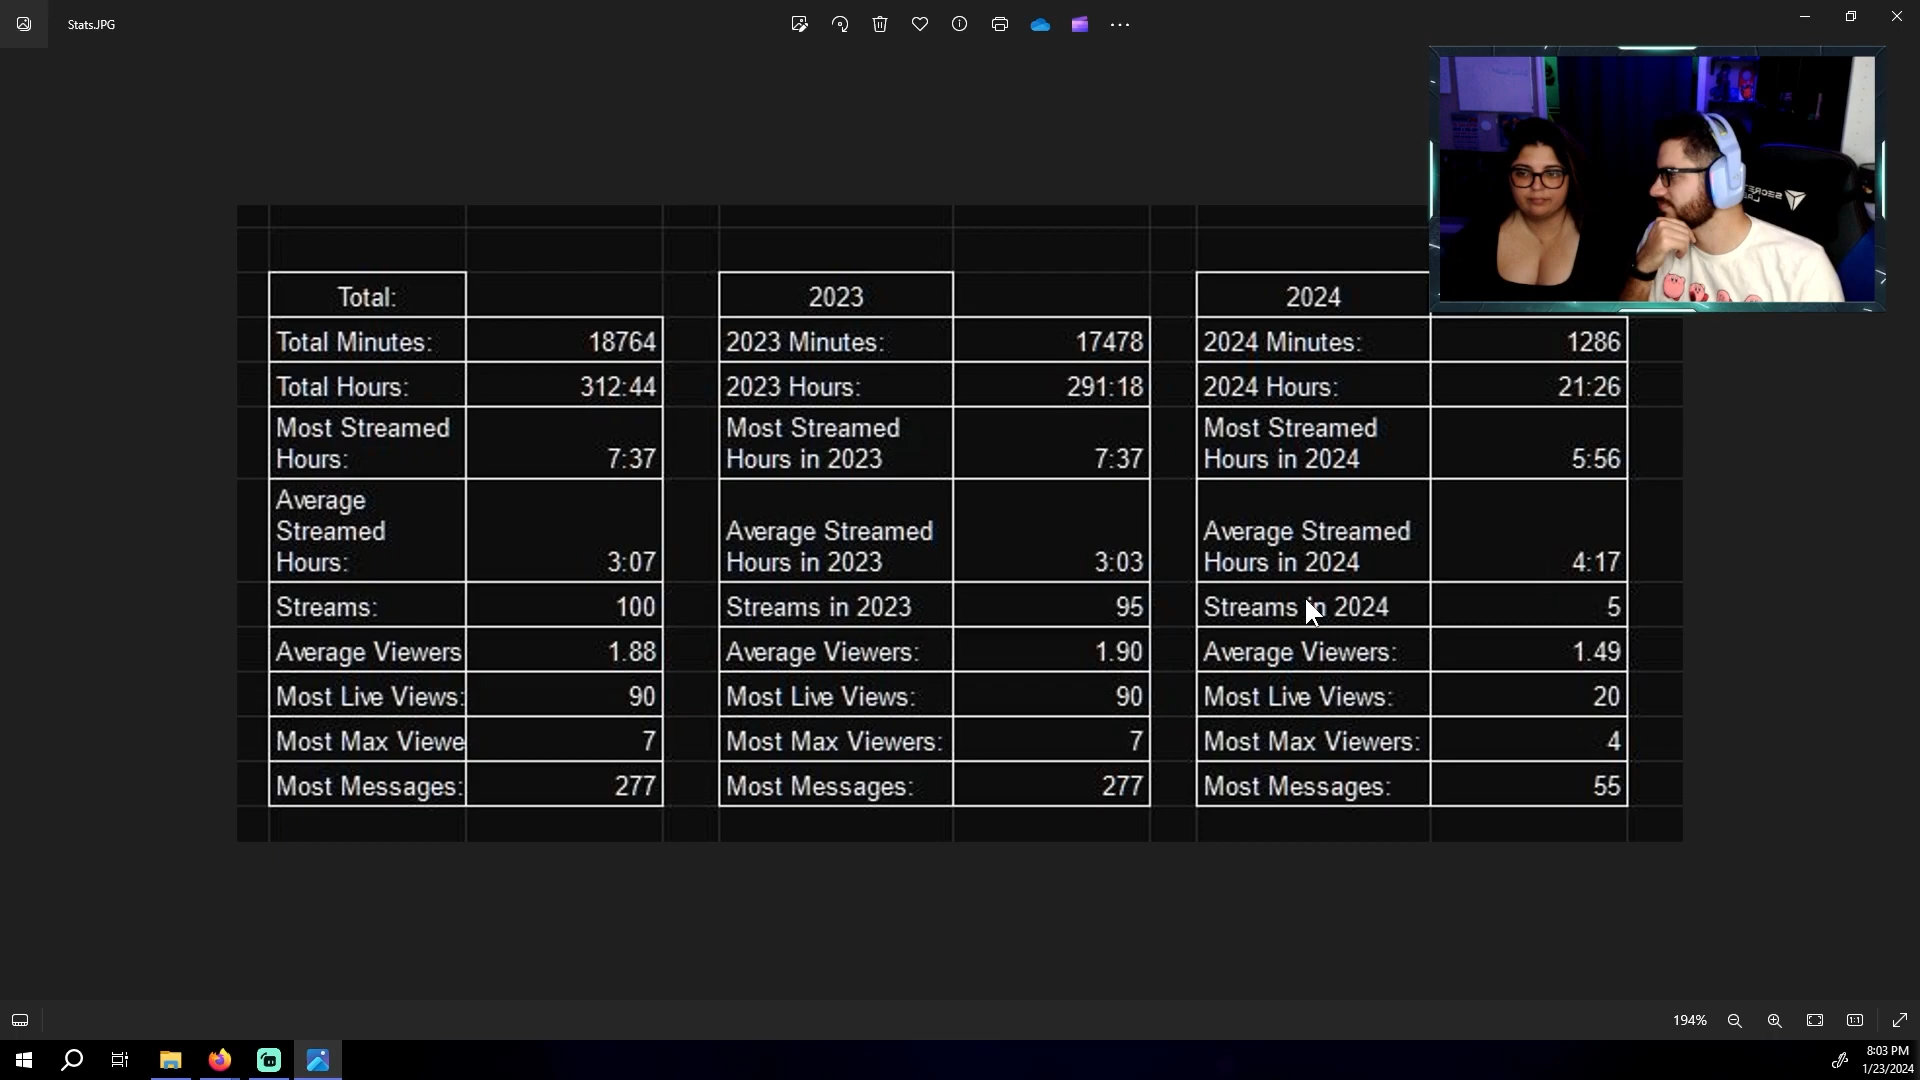 Stats.JPG
Total:
Total Minutes: 18764
Total Hours: 312:44
Most Streamed
Hours: 7:37
Average
Streamed
Hours: 3:07
Streams: 100
Average Viewers 1.88
Most Live Views: 90
Most Max Viewe 7
Most Messages: 277
2023
2023 Minutes: 17478
2023 Hours: 291:18
Most Streamed
Hours in 2023 7:37
Average Streamed
Hours in 2023 3:03
Streams in 2023 95
Average Viewers: 1.90
Most Live Views: 90
Most Max Viewers: 7
Most Messages: 277
2024
2024 Minutes: 1286
2024 Hours: 21:26
Most Streamed
Hours in 2024 5:56
Average Streamed
Hours in 2024 4:17
Streams in 2024 5
Average Viewers: 1.49
Most Live Views: 20
Most Max Viewers: 4
Most Messages: 55
194%
8:03 PM
1/23/2024